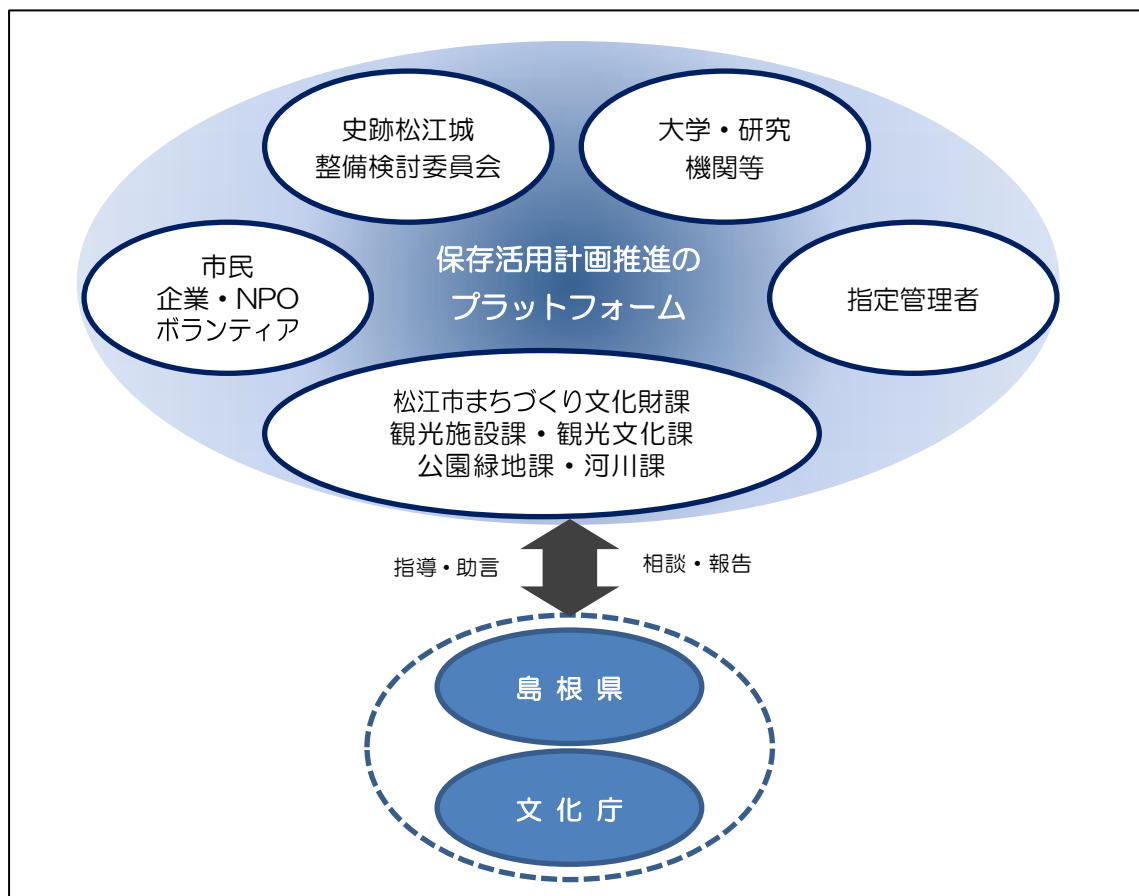 史跡松江城
整備検討委員会
大学・研究
機関等
保存活用計画推進の
プラットフォーム
市民
企業・NPO
ボランティア
指定管理者
松江市まちづくり文化財課
観光施設課・観光文化課
公園緑地課・河川課
指導・助言
相談・報告
島根県
文化庁